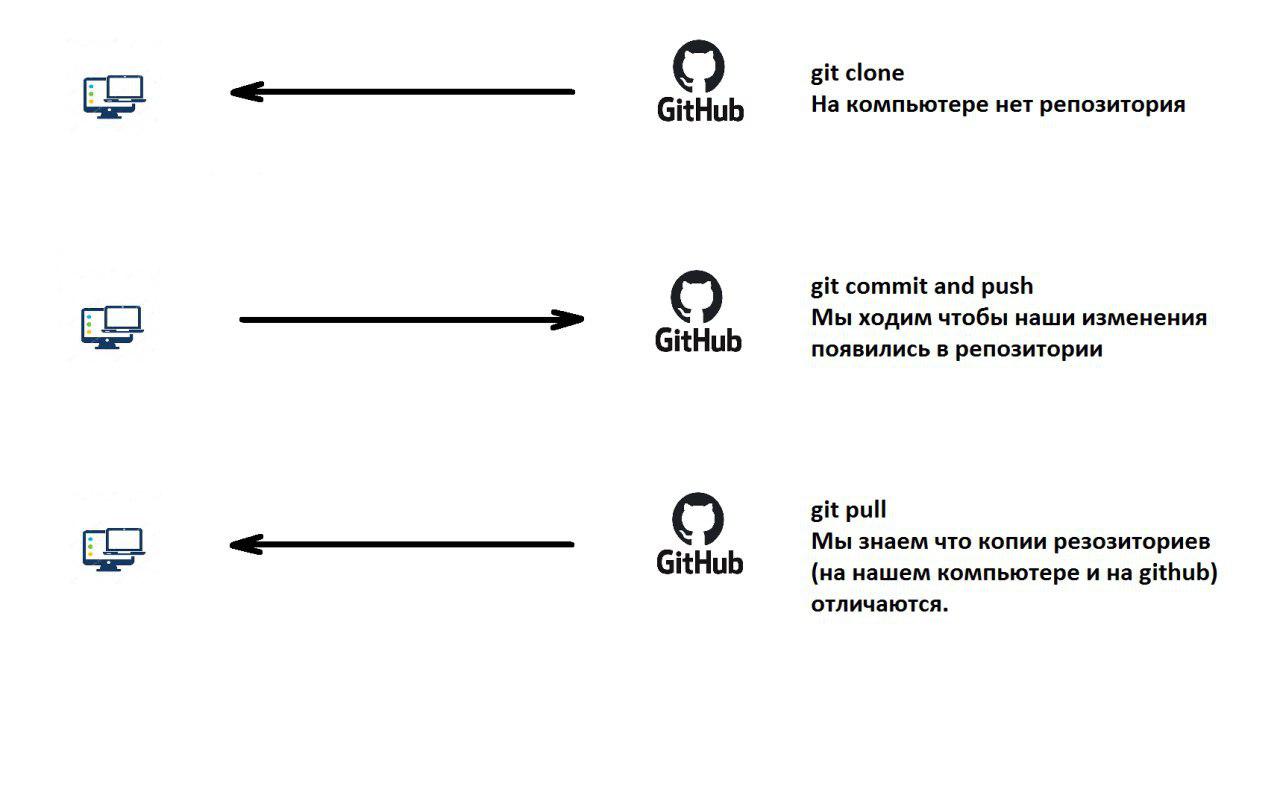 GitHub
git clone
На компьютере нет репозитория
GitHub
git commit and push
Мы ходим чтобы наши изменения
появились в репозитории
GitHub
git pull
Мы знаем что копии резозиториев
(на нашем компьютере и на github)
отличаются.